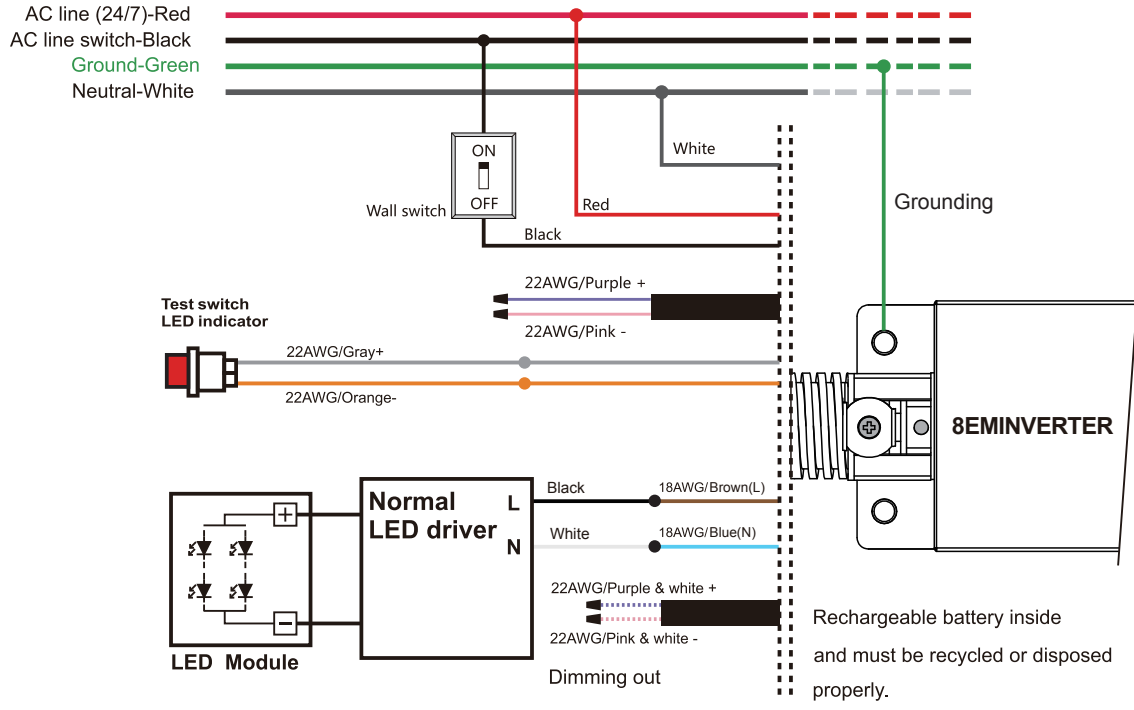 AC line (24/7)-Red
AC line switch-Black
Ground-Green
Neutral-White
ON
OFF
Wall switch
White
Red
Black
Grounding
22AWG/Purple +
22AWG/Pink -
Test switch
LED indicator
22AWG/Gray+
22AWG/Orange-
8EMINVERTER
Normal
LED driver
L
N
Black
White
18AWG/Brown(L)
18AWG/Blue(N)
+
−
LED Module
22AWG/Purple & white +
22AWG/Pink & white -
Dimming out
Rechargeable battery inside
and must be recycled or disposed
properly.